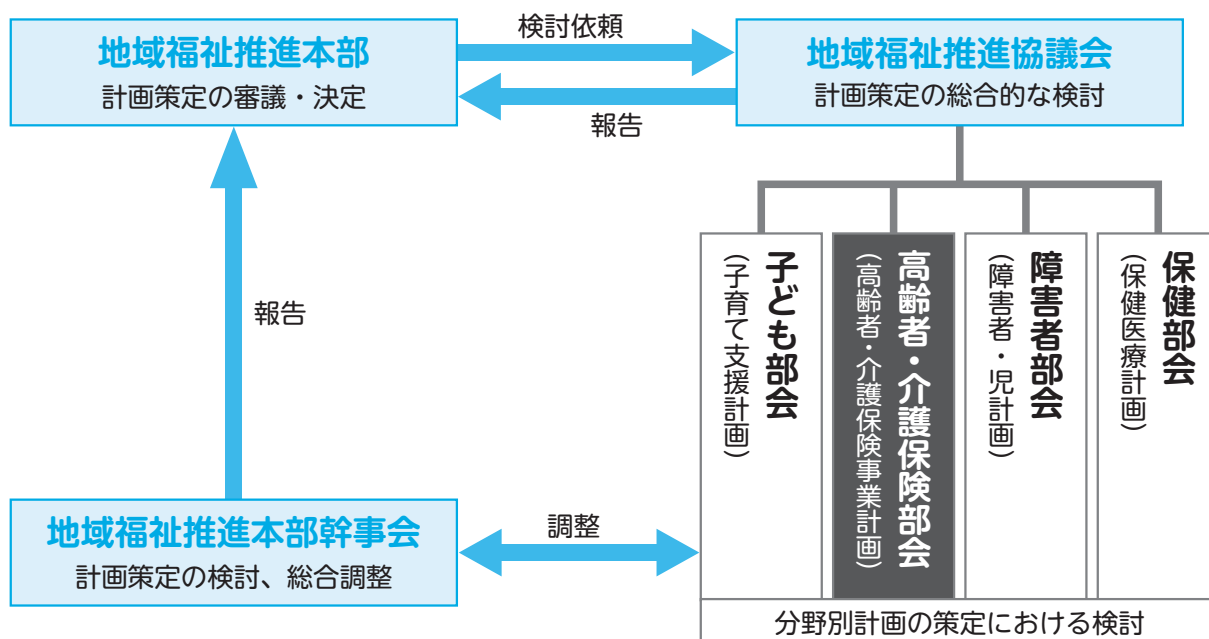 検討依頼
地域福祉推進本部
計画策定の審議・決定
地域福祉推進協議会
計画策定の総合的な検討
報告
報告
保健部会
（保健医療計画）
障害者部会
（障害者・児計画）
高齢者・介護保険部会
（高齢者・介護保険事業計画）
子ども部会
（子育て支援計画）
地域福祉推進本部幹事会
計画策定の検討、総合調整
調整
分野別計画の策定における検討